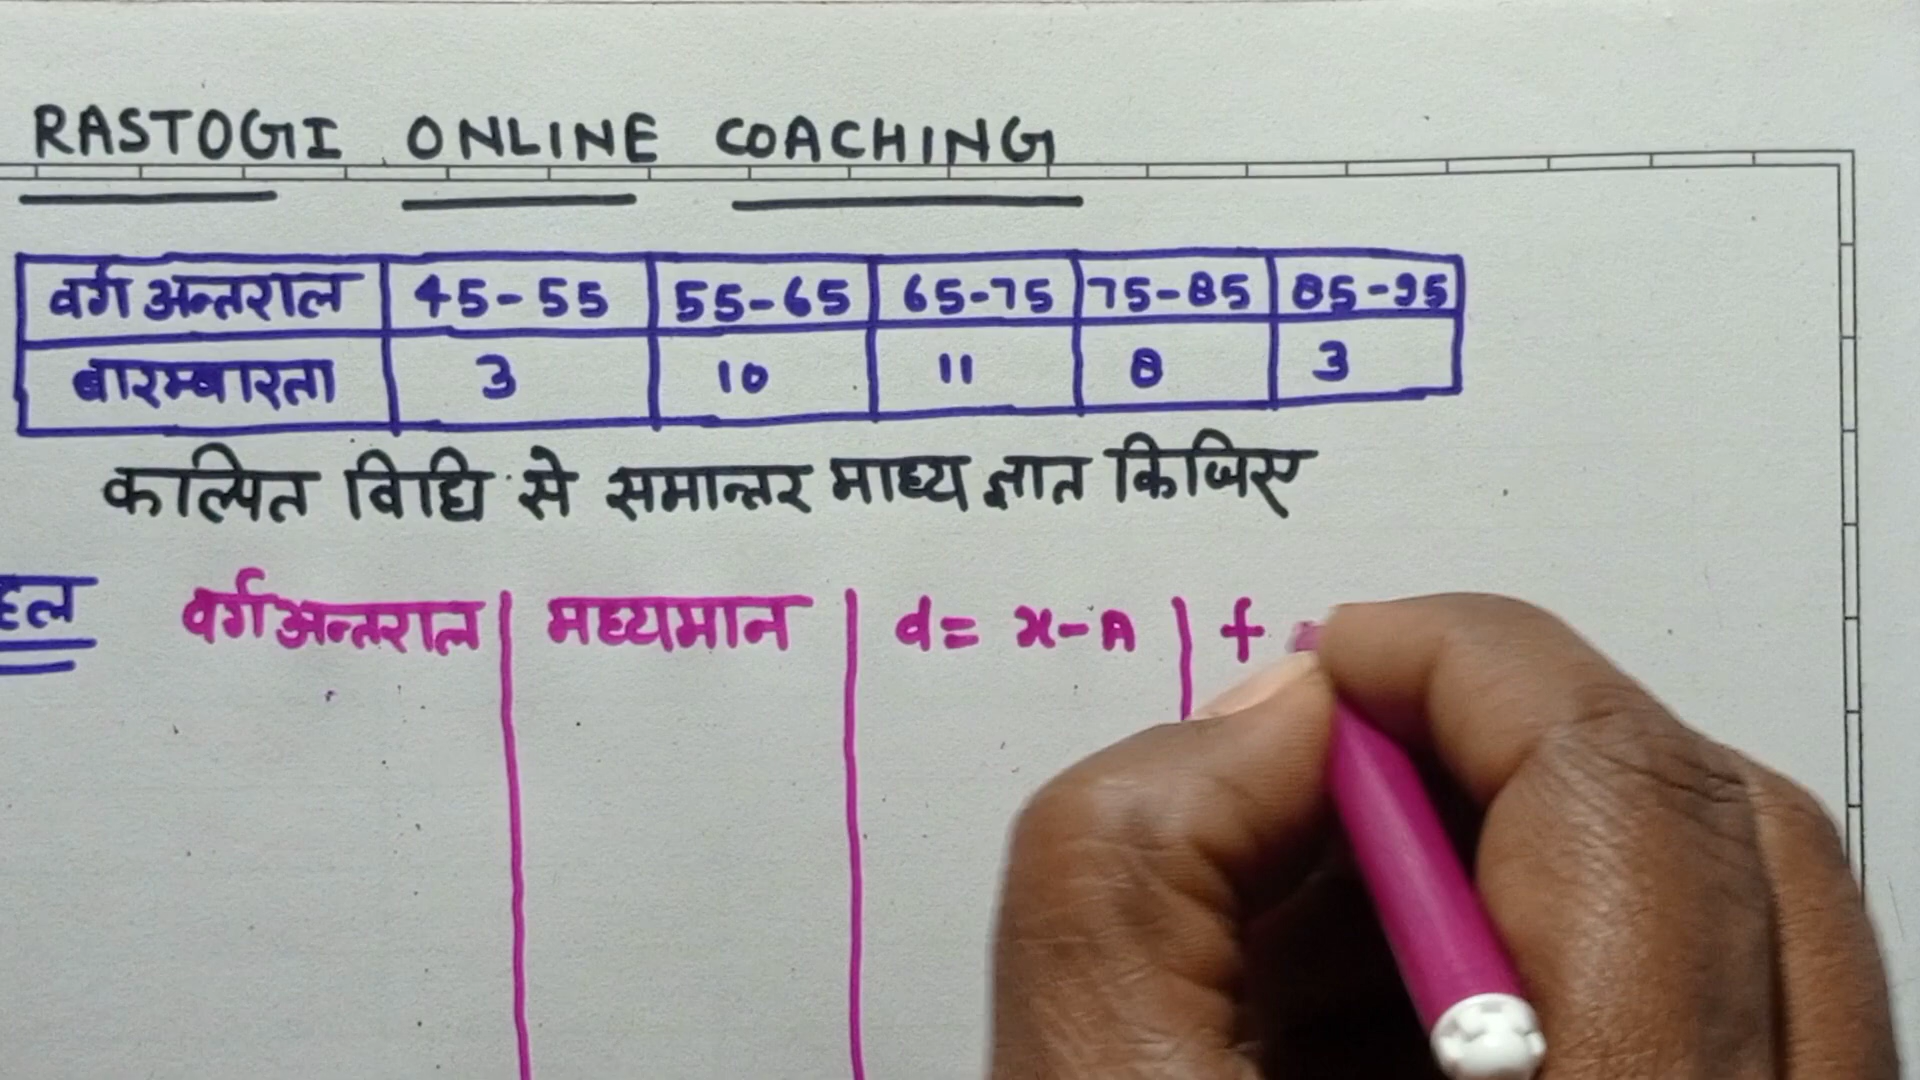 RASTOGI ONLINE COACHING
वर्ग अन्तराल 45-55 55-65 65-75 75-85 85-95
बारम्बारता 3 10 11 8 3
कल्पित विधि से समान्तर माध्य ज्ञात किजिए
हल वर्ग अन्तराल मध्यमान d = x - A f